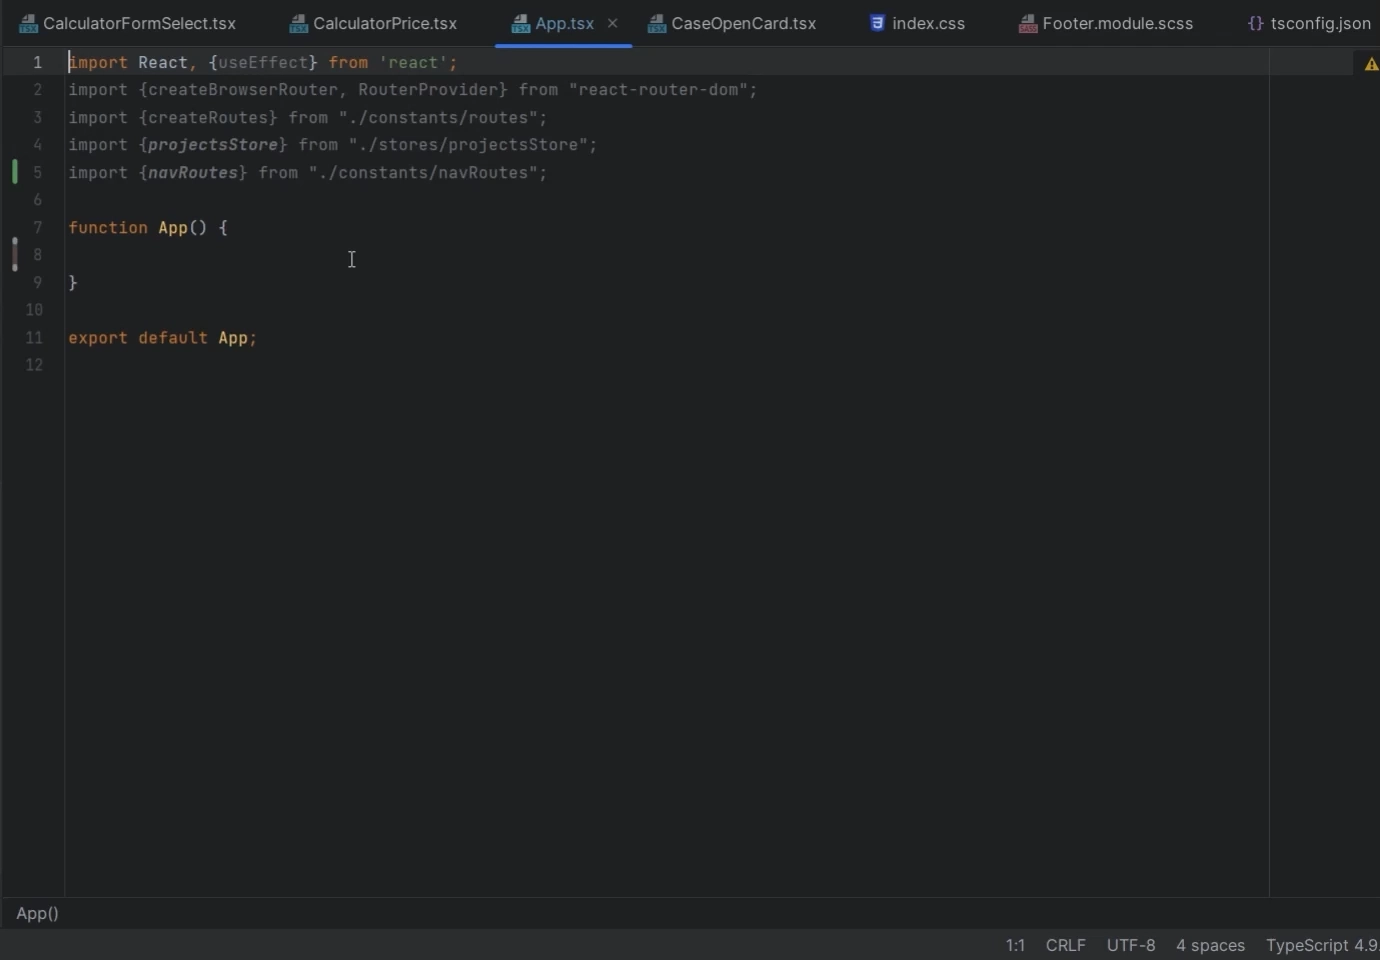 CalculatorFormSelect.tsx CalculatorPrice.tsx App.tsx CaseOpenCard.tsx index.css Footer.module.scss tsconfig.json
1 import React, {useEffect} from 'react';
2 import {createBrowserRouter, RouterProvider} from "react-router-dom";
3 import {createRoutes} from "./constants/routes";
4 import {projectsStore} from "./stores/projectsStore";
5 import {navRoutes} from "./constants/navRoutes";
6
7 function App() {
8
9 }
10
11 export default App;
12
App()
1:1 CRLF UTF-8 4 spaces TypeScript 4.9.